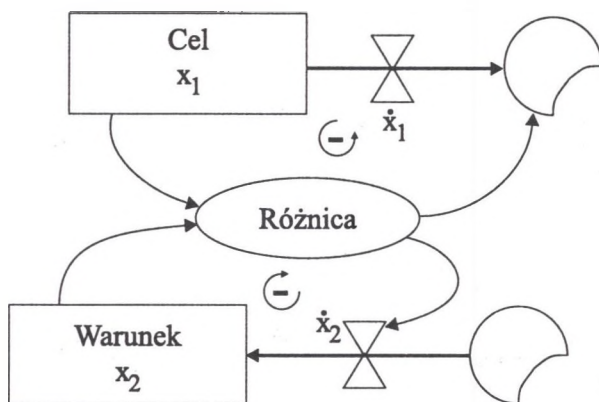 Cel
x₁
ẋ₁
−
Różnica
−
Warunek
x₂
ẋ₂